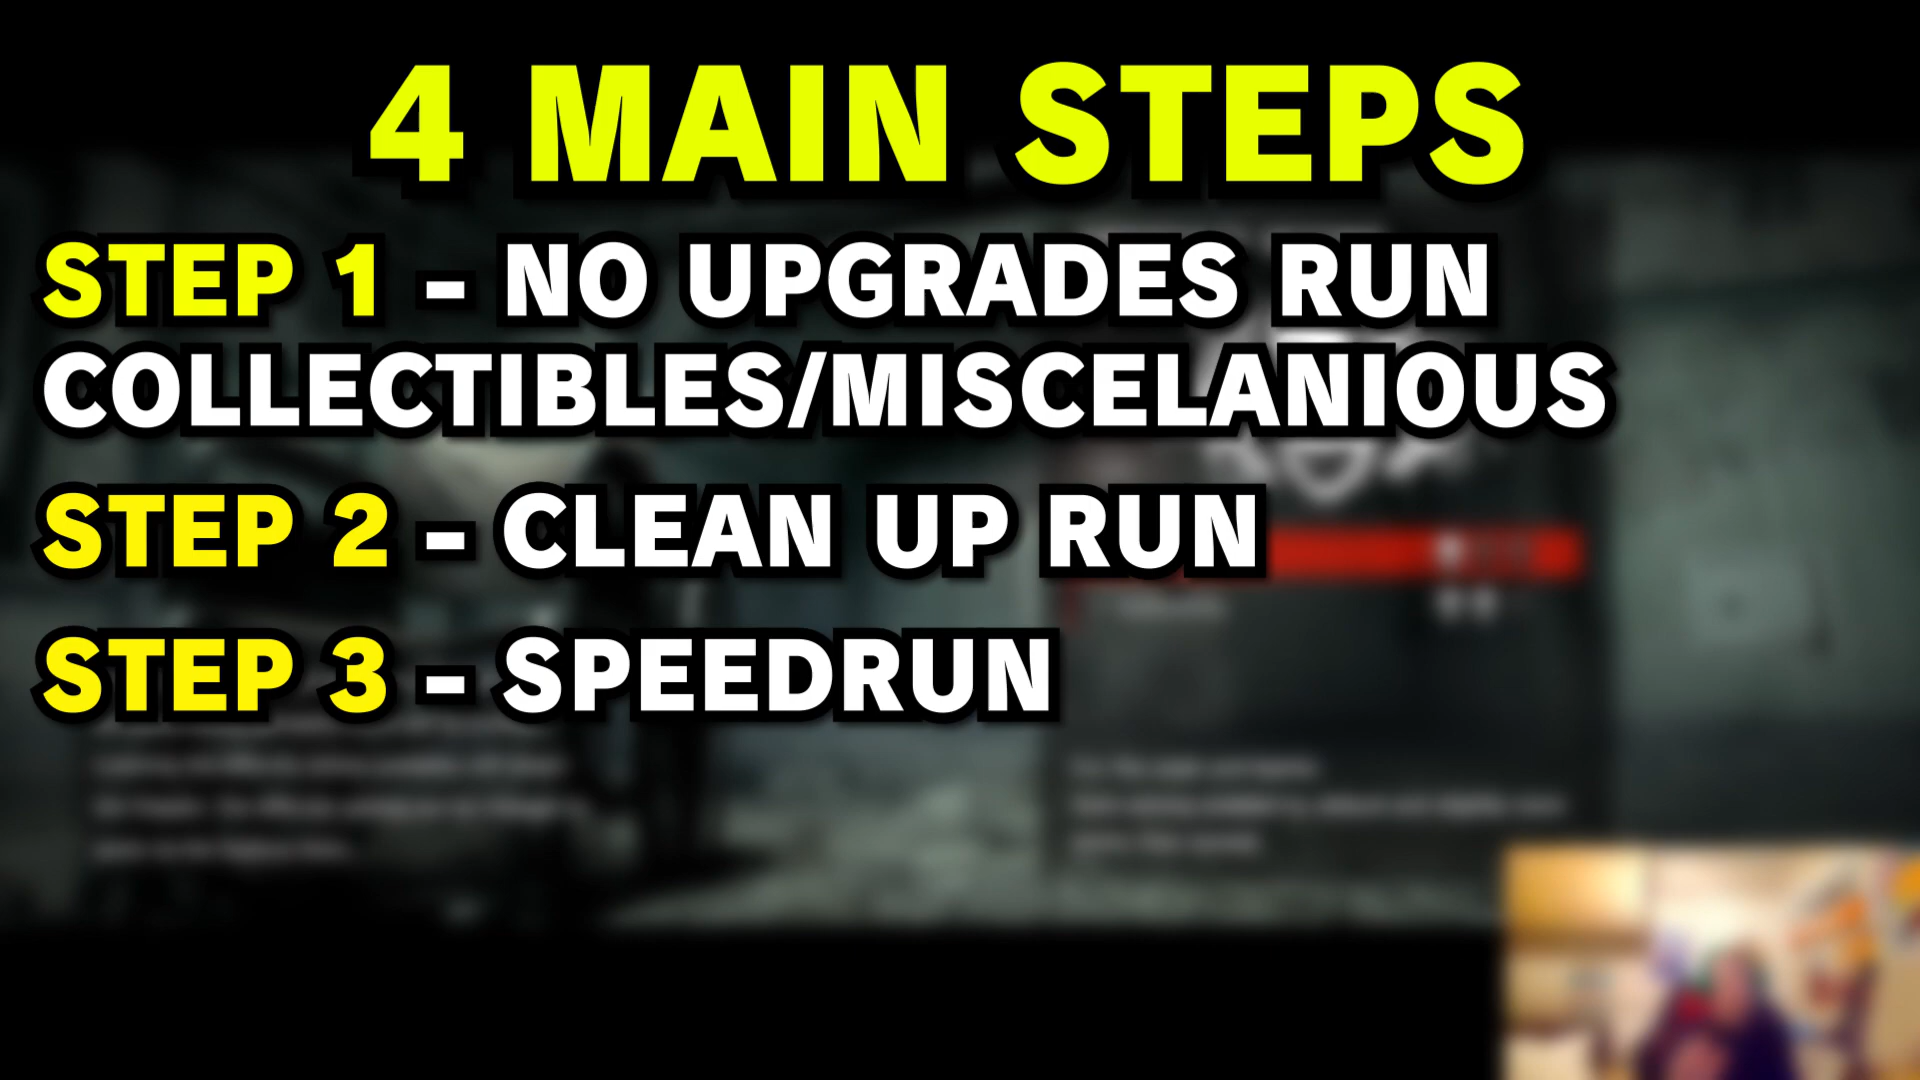 4 MAIN STEPS
STEP 1 - NO UPGRADES RUN
COLLECTIBLES/MISCELANIOUS
STEP 2 - CLEAN UP RUN
STEP 3 - SPEEDRUN